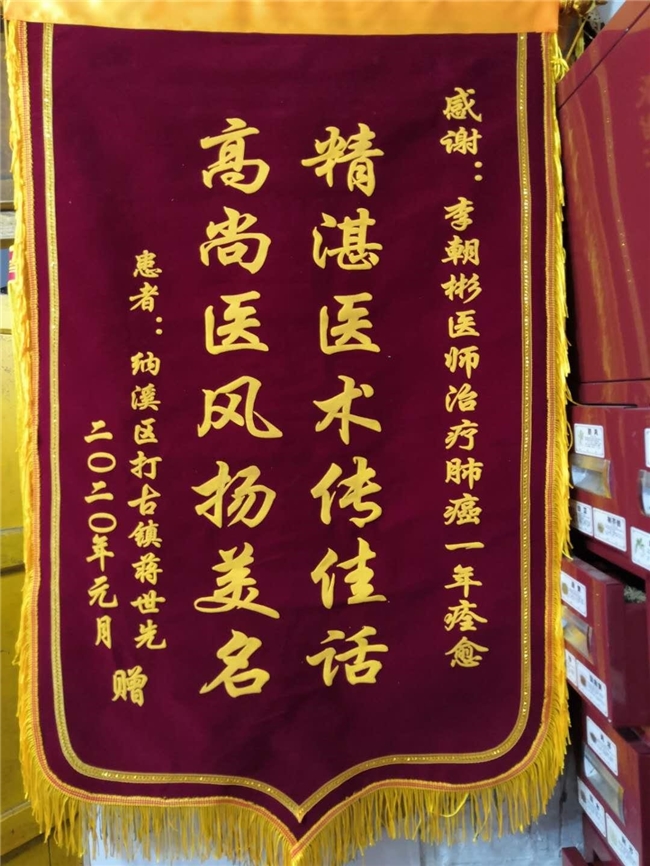 感谢：李朝彬医师治疗肺癌一年痊愈
精湛医术传佳话
高尚医风扬美名
患者：纳溪区打古镇蒋世先
二〇二〇年元月 赠